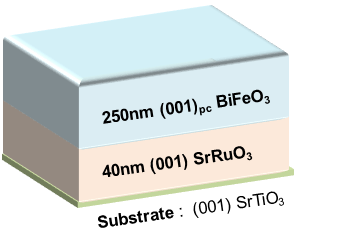 250nm (001)pc BiFeO3
40nm (001) SrRuO3
Substrate : (001) SrTiO3